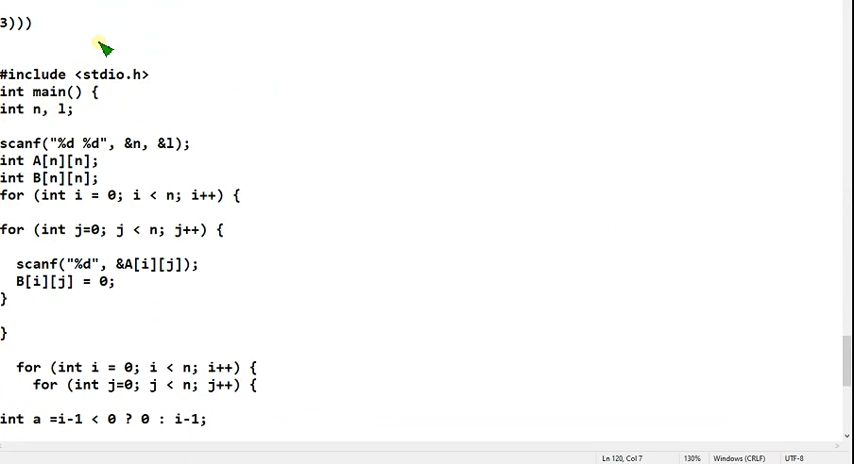 3)))
#include <stdio.h>
int main() {
int n, l;
scanf("%d %d", &n, &l);
int A[n][n];
int B[n][n];
for (int i = 0; i < n; i++) {
for (int j=0; j < n; j++) {
scanf("%d", &A[i][j]);
B[i][j] = 0;
}
}
for (int i = 0; i < n; i++) {
for (int j=0; j < n; j++) {
int a =i-1 < 0 ? 0 : i-1;
Ln 120, Col 7 130% Windows (CRLF) UTF-8